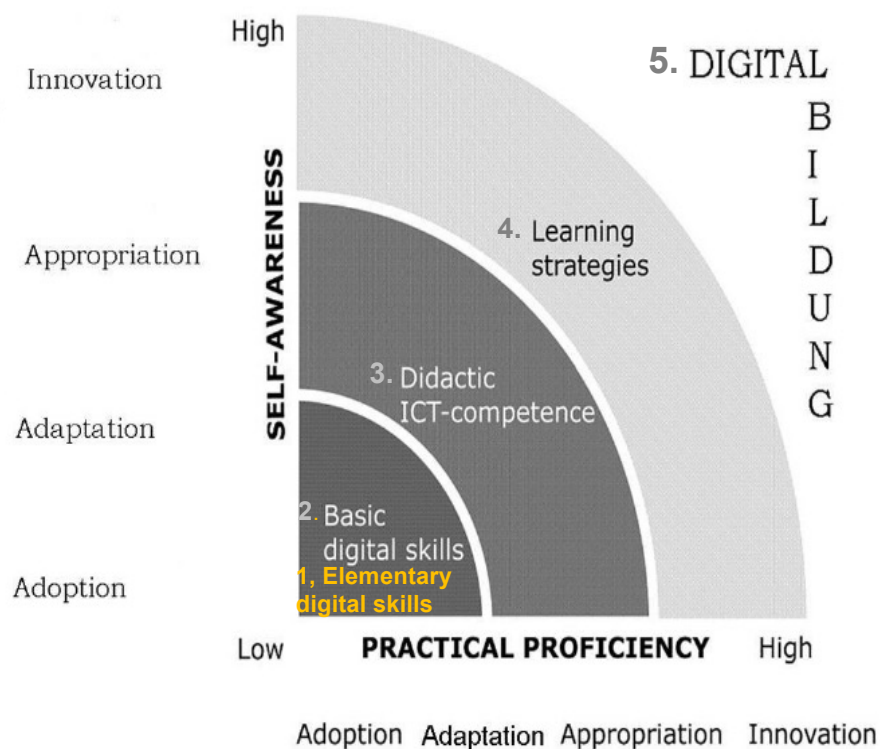 High
Innovation
5. DIGITAL
B
I
L
D
U
N
G
SELF-AWARENESS
4. Learning
strategies
Appropriation
3. Didactic
ICT-competence
Adaptation
2. Basic
digital skills
1, Elementary
digital skills
Adoption
Low PRACTICAL PROFICIENCY High
Adoption Adaptation Appropriation Innovation